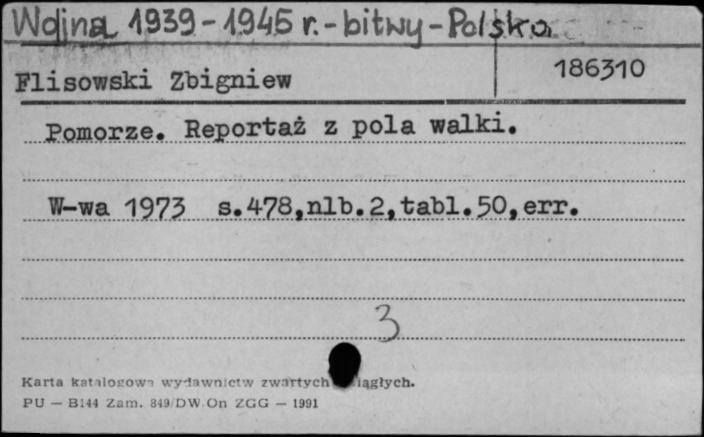 Wojna 1939-1945 r.-bitwy-Polska
Flisowski Zbigniew
186310
Pomorze. Reportaż z pola walki.
W-wa 1973 s.478,nlb.2,tabl.50,err.
3
Karta katalogowa wydawnictw zwartych ciągłych.
PU — B144 Zam. 849/DW.On ZGG — 1991